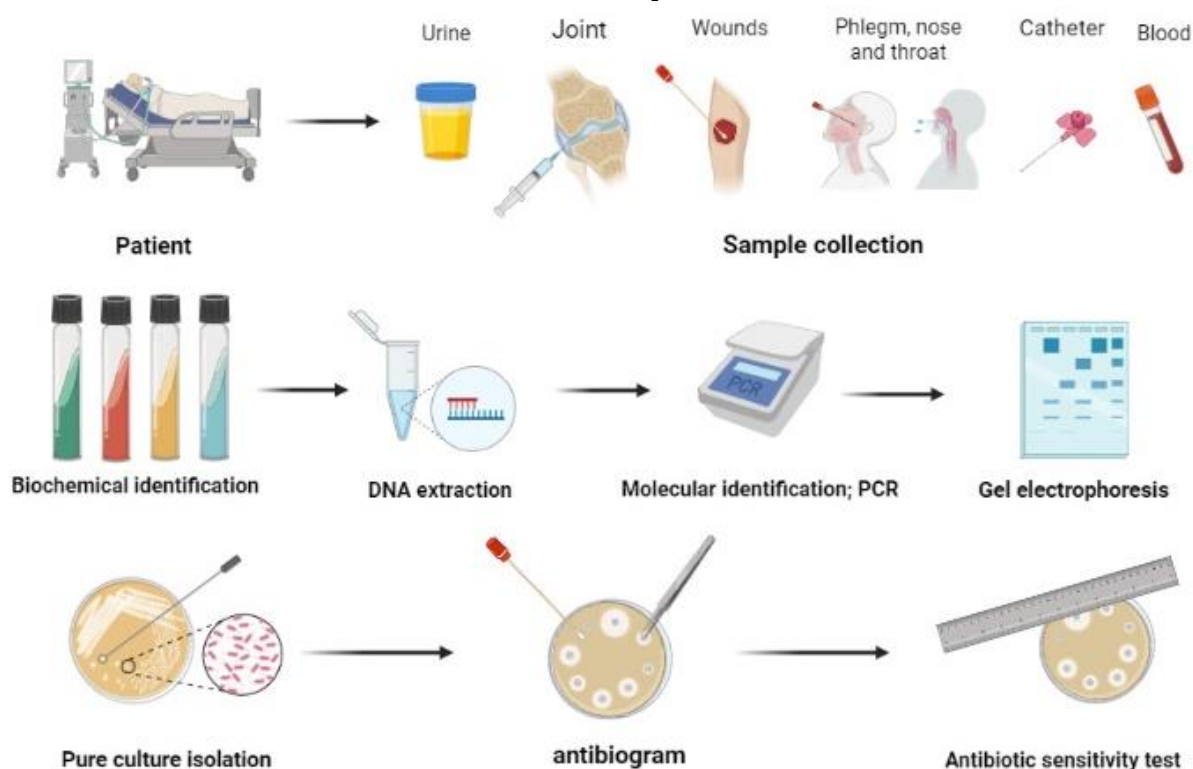 Urine
Joint
Wounds
Phlegm, nose
and throat
Catheter
Blood
Patient
Sample collection
Biochemical identification
DNA extraction
PCR
Molecular identification; PCR
Gel electrophoresis
Pure culture isolation
antibiogram
Antibiotic sensitivity test